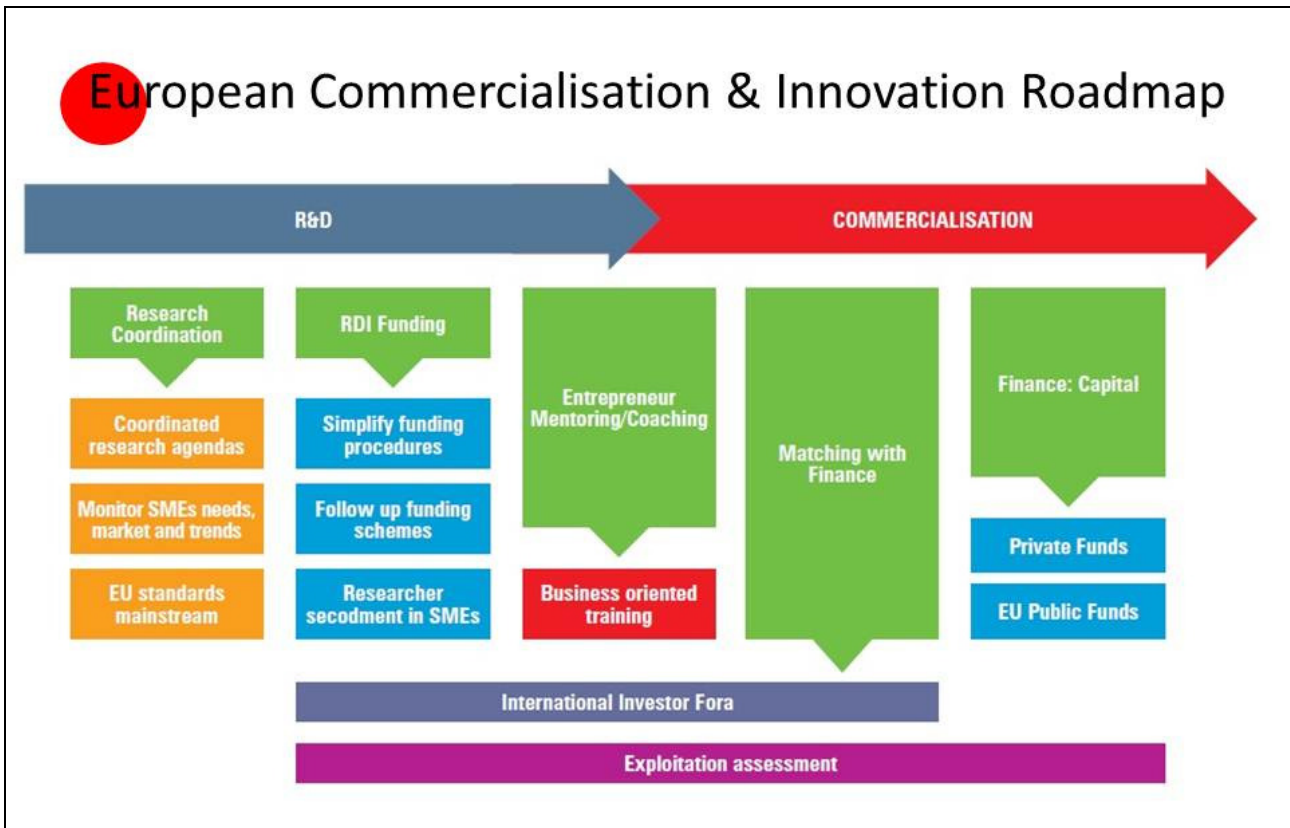 European Commercialisation & Innovation Roadmap
R&D
COMMERCIALISATION
Research
Coordination
Coordinated
research agendas
Monitor SMEs needs,
market and trends
EU standards
mainstream
RDI Funding
Simplify funding
procedures
Follow up funding
schemes
Researcher
secodment in SMEs
Entrepreneur
Mentoring/Coaching
Business oriented
training
Matching with
Finance
Finance: Capital
Private Funds
EU Public Funds
International Investor Fora
Exploitation assessment